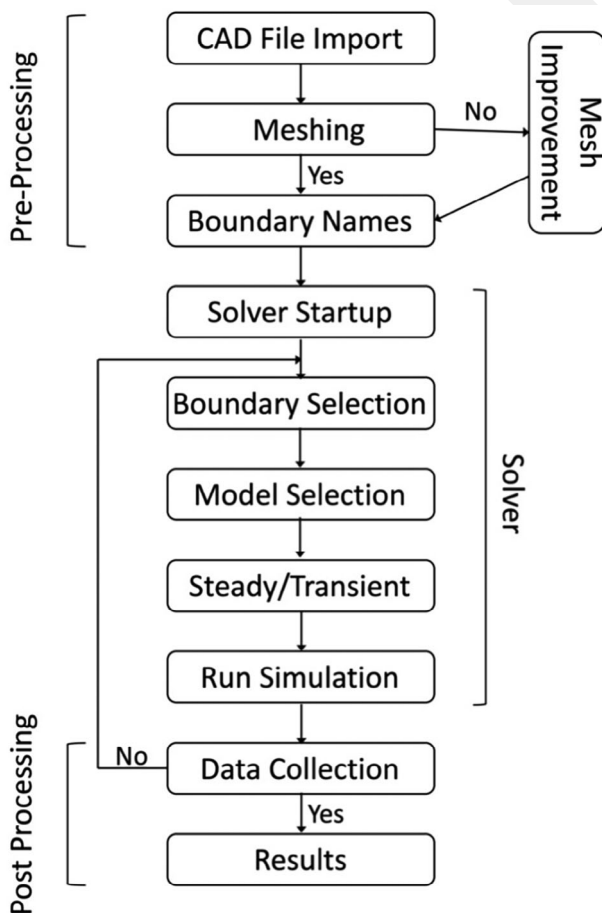 CAD File Import
Pre-Processing
Meshing
No
Mesh
Improvement
Yes
Boundary Names
Solver Startup
Boundary Selection
Solver
Model Selection
Steady/Transient
Run Simulation
Post Processing
No
Data Collection
Yes
Results